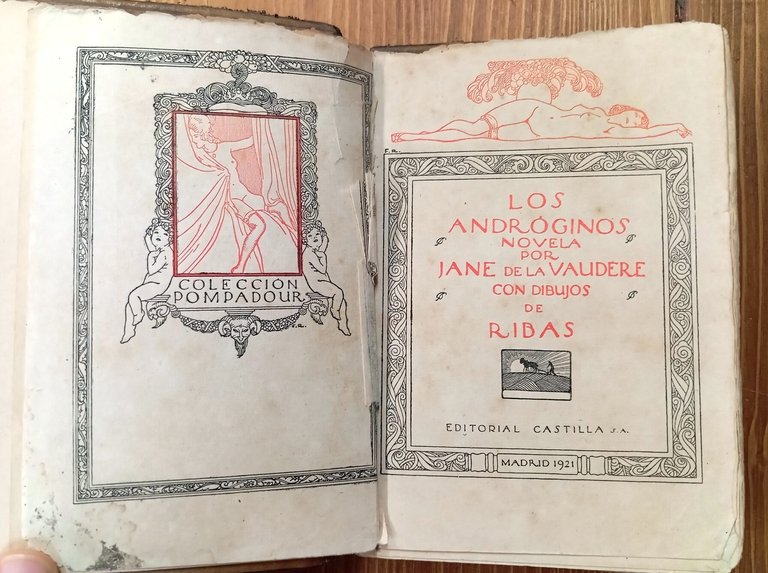 COLECCIÓN
POMPADOUR
F.R.
F.R.
LOS
ANDRÓGINOS
NOVELA
POR
JANE DE LA VAUDERE
CON DIBUJOS
DE
RIBAS
EDITORIAL CASTILLA S.A.
MADRID 1921